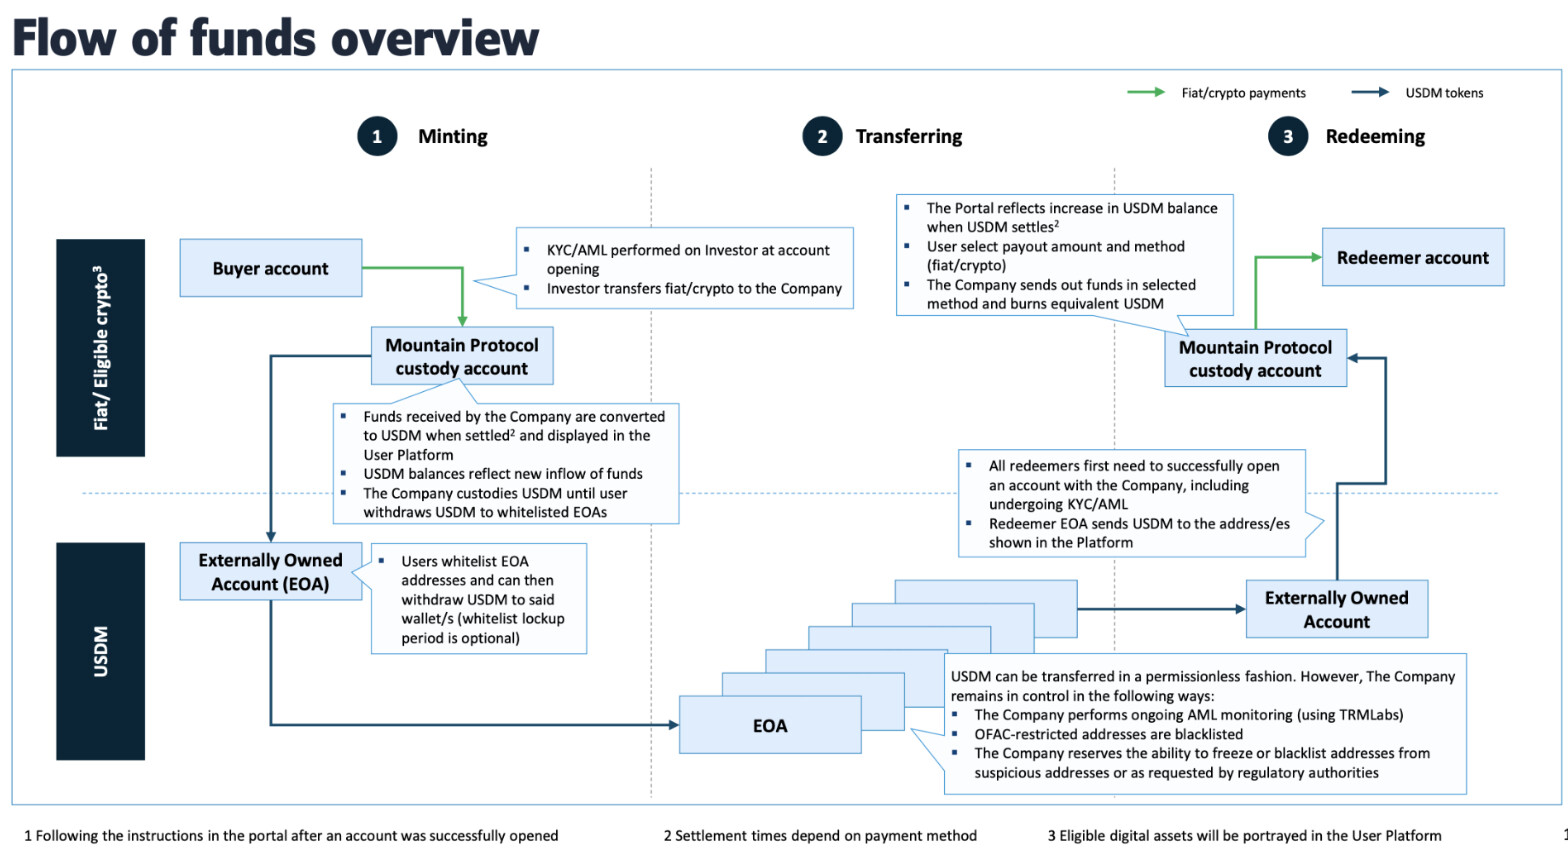 Flow of funds overview
Fiat/crypto payments
USDM tokens
1 Minting
2 Transferring
3 Redeeming
Fiat/ Eligible crypto³
Buyer account
KYC/AML performed on Investor at account
opening
Investor transfers fiat/crypto to the Company
Mountain Protocol
custody account
Funds received by the Company are converted
to USDM when settled² and displayed in the
User Platform
USDM balances reflect new inflow of funds
The Company custodies USDM until user
withdraws USDM to whitelisted EOAs
The Portal reflects increase in USDM balance
when USDM settles²
User select payout amount and method
(fiat/crypto)
The Company sends out funds in selected
method and burns equivalent USDM
Redeemer account
Mountain Protocol
custody account
All redeemers first need to successfully open
an account with the Company, including
undergoing KYC/AML
Redeemer EOA sends USDM to the address/es
shown in the Platform
USDM
Externally Owned
Account (EOA)
Users whitelist EOA
addresses and can then
withdraw USDM to said
wallet/s (whitelist lockup
period is optional)
EOA
Externally Owned
Account
USDM can be transferred in a permissionless fashion. However, The Company
remains in control in the following ways:
The Company performs ongoing AML monitoring (using TRMLabs)
OFAC-restricted addresses are blacklisted
The Company reserves the ability to freeze or blacklist addresses from
suspicious addresses or as requested by regulatory authorities
1 Following the instructions in the portal after an account was successfully opened
2 Settlement times depend on payment method
3 Eligible digital assets will be portrayed in the User Platform